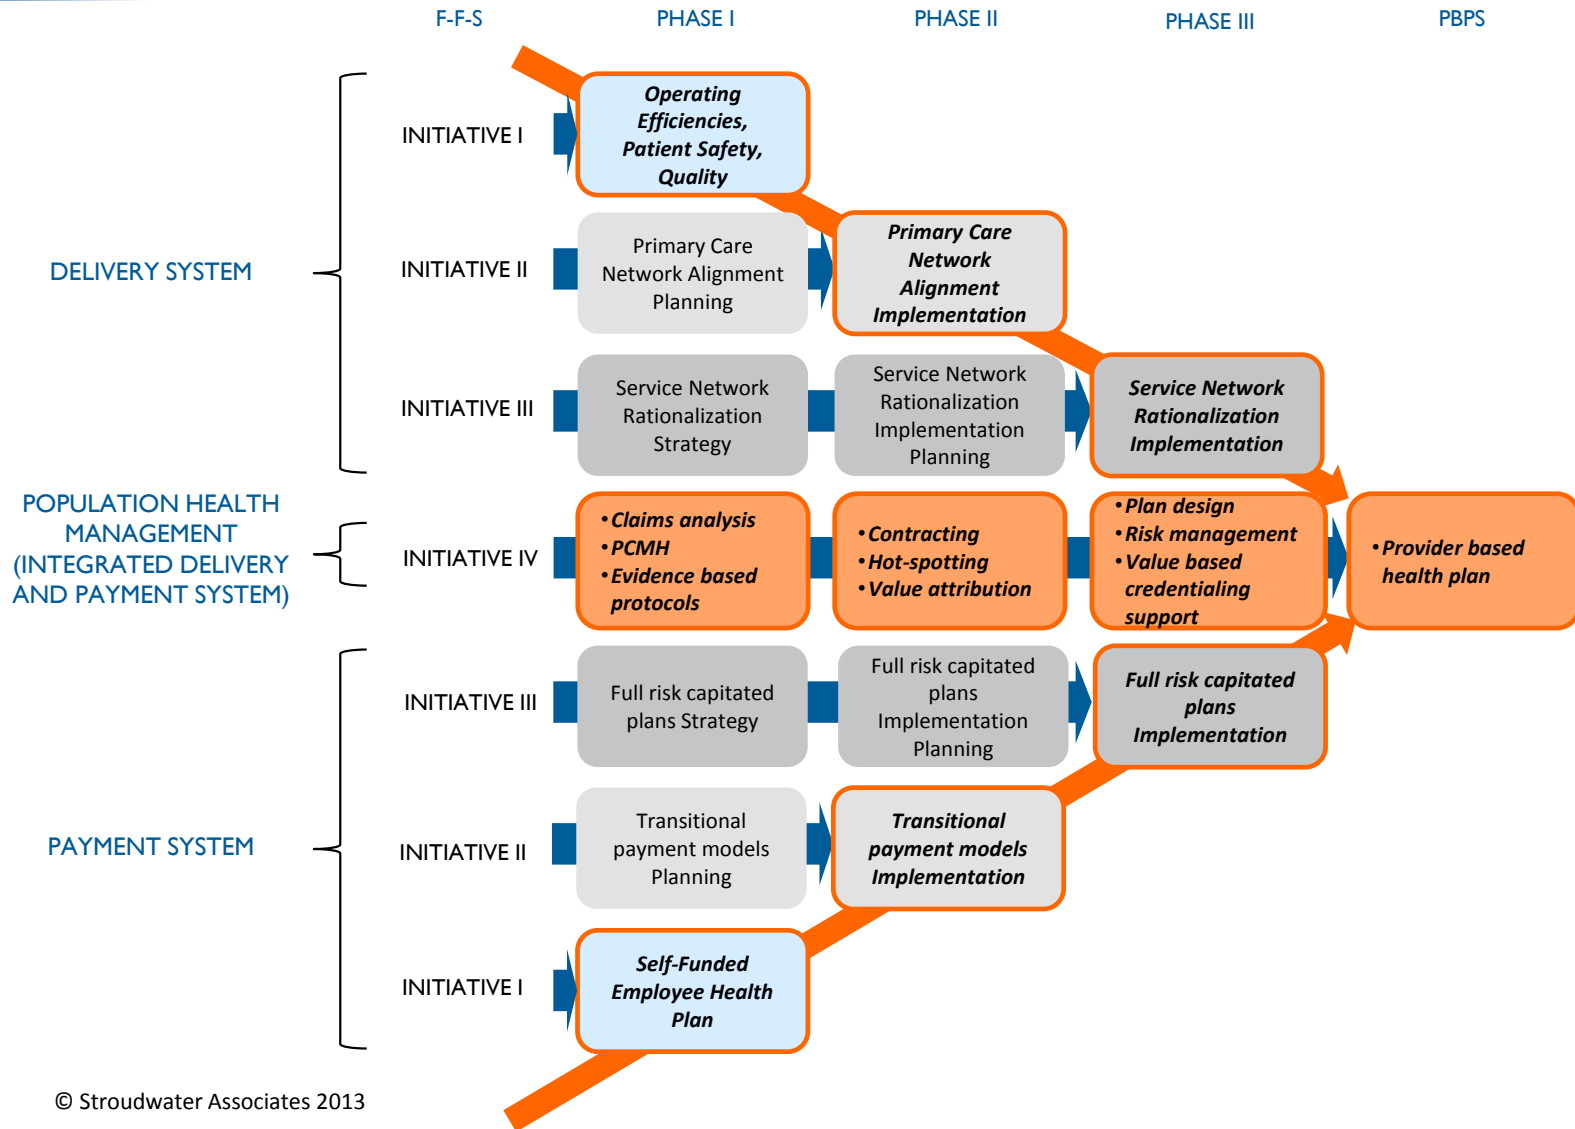 F-F-S
PHASE I
PHASE II
PHASE III
PBPS
DELIVERY SYSTEM
INITIATIVE I
Operating
Efficiencies,
Patient Safety,
Quality
INITIATIVE II
Primary Care
Network Alignment
Planning
Primary Care
Network
Alignment
Implementation
INITIATIVE III
Service Network
Rationalization
Strategy
Service Network
Rationalization
Implementation
Planning
Service Network
Rationalization
Implementation
POPULATION HEALTH
MANAGEMENT
(INTEGRATED DELIVERY
AND PAYMENT SYSTEM)
INITIATIVE IV
•Claims analysis
•PCMH
•Evidence based
protocols
•Contracting
•Hot-spotting
•Value attribution
•Plan design
•Risk management
•Value based
credentialing
support
•Provider based
health plan
PAYMENT SYSTEM
INITIATIVE III
Full risk capitated
plans Strategy
Full risk capitated
plans
Implementation
Planning
Full risk capitated
plans
Implementation
INITIATIVE II
Transitional
payment models
Planning
Transitional
payment models
Implementation
INITIATIVE I
Self-Funded
Employee Health
Plan
© Stroudwater Associates 2013